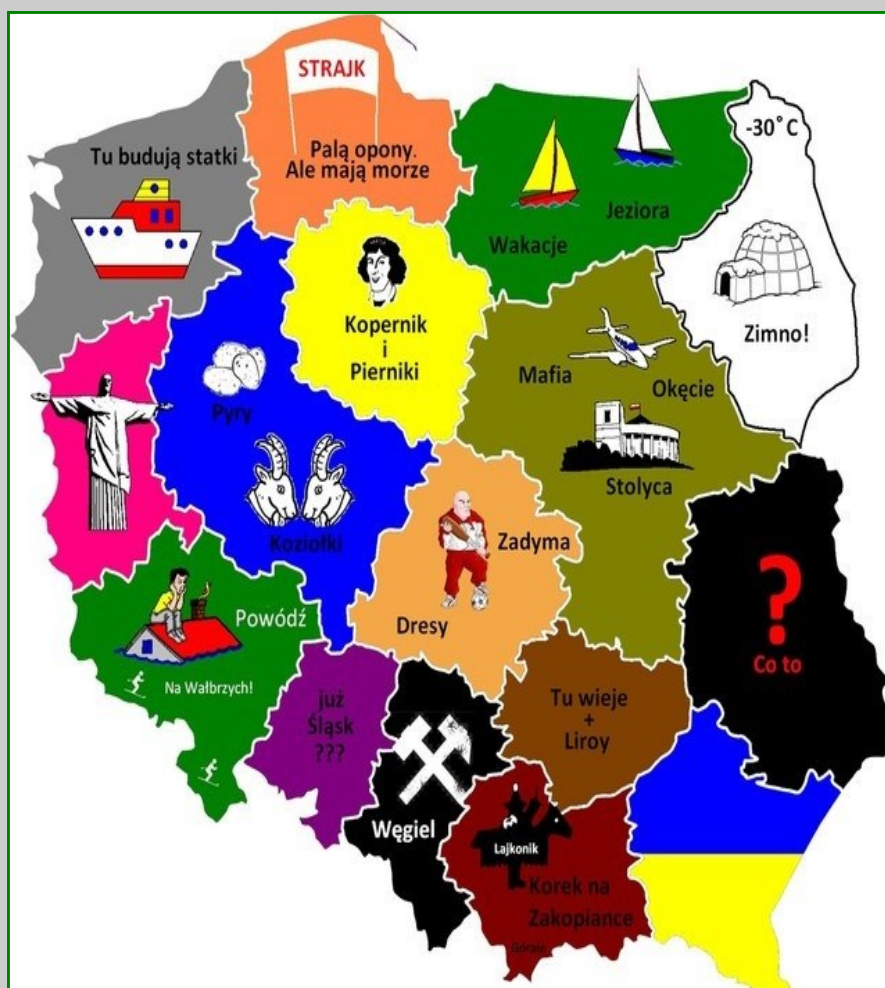 STRAJK
Palą opony.
Ale mają morze
Tu budują statki
-30°C
Jeziora
Wakacje
Kopernik
i
Pierniki
Zimno!
Mafia
Okęcie
Pyry
Stolyca
Koziołki
Zadyma
Dresy
Powódź
Na Wałbrzych!
?
Co to
już
Śląsk
???
Tu wieje
+
Liroy
Węgiel
Lajkonik
Korek na
Zakopiance